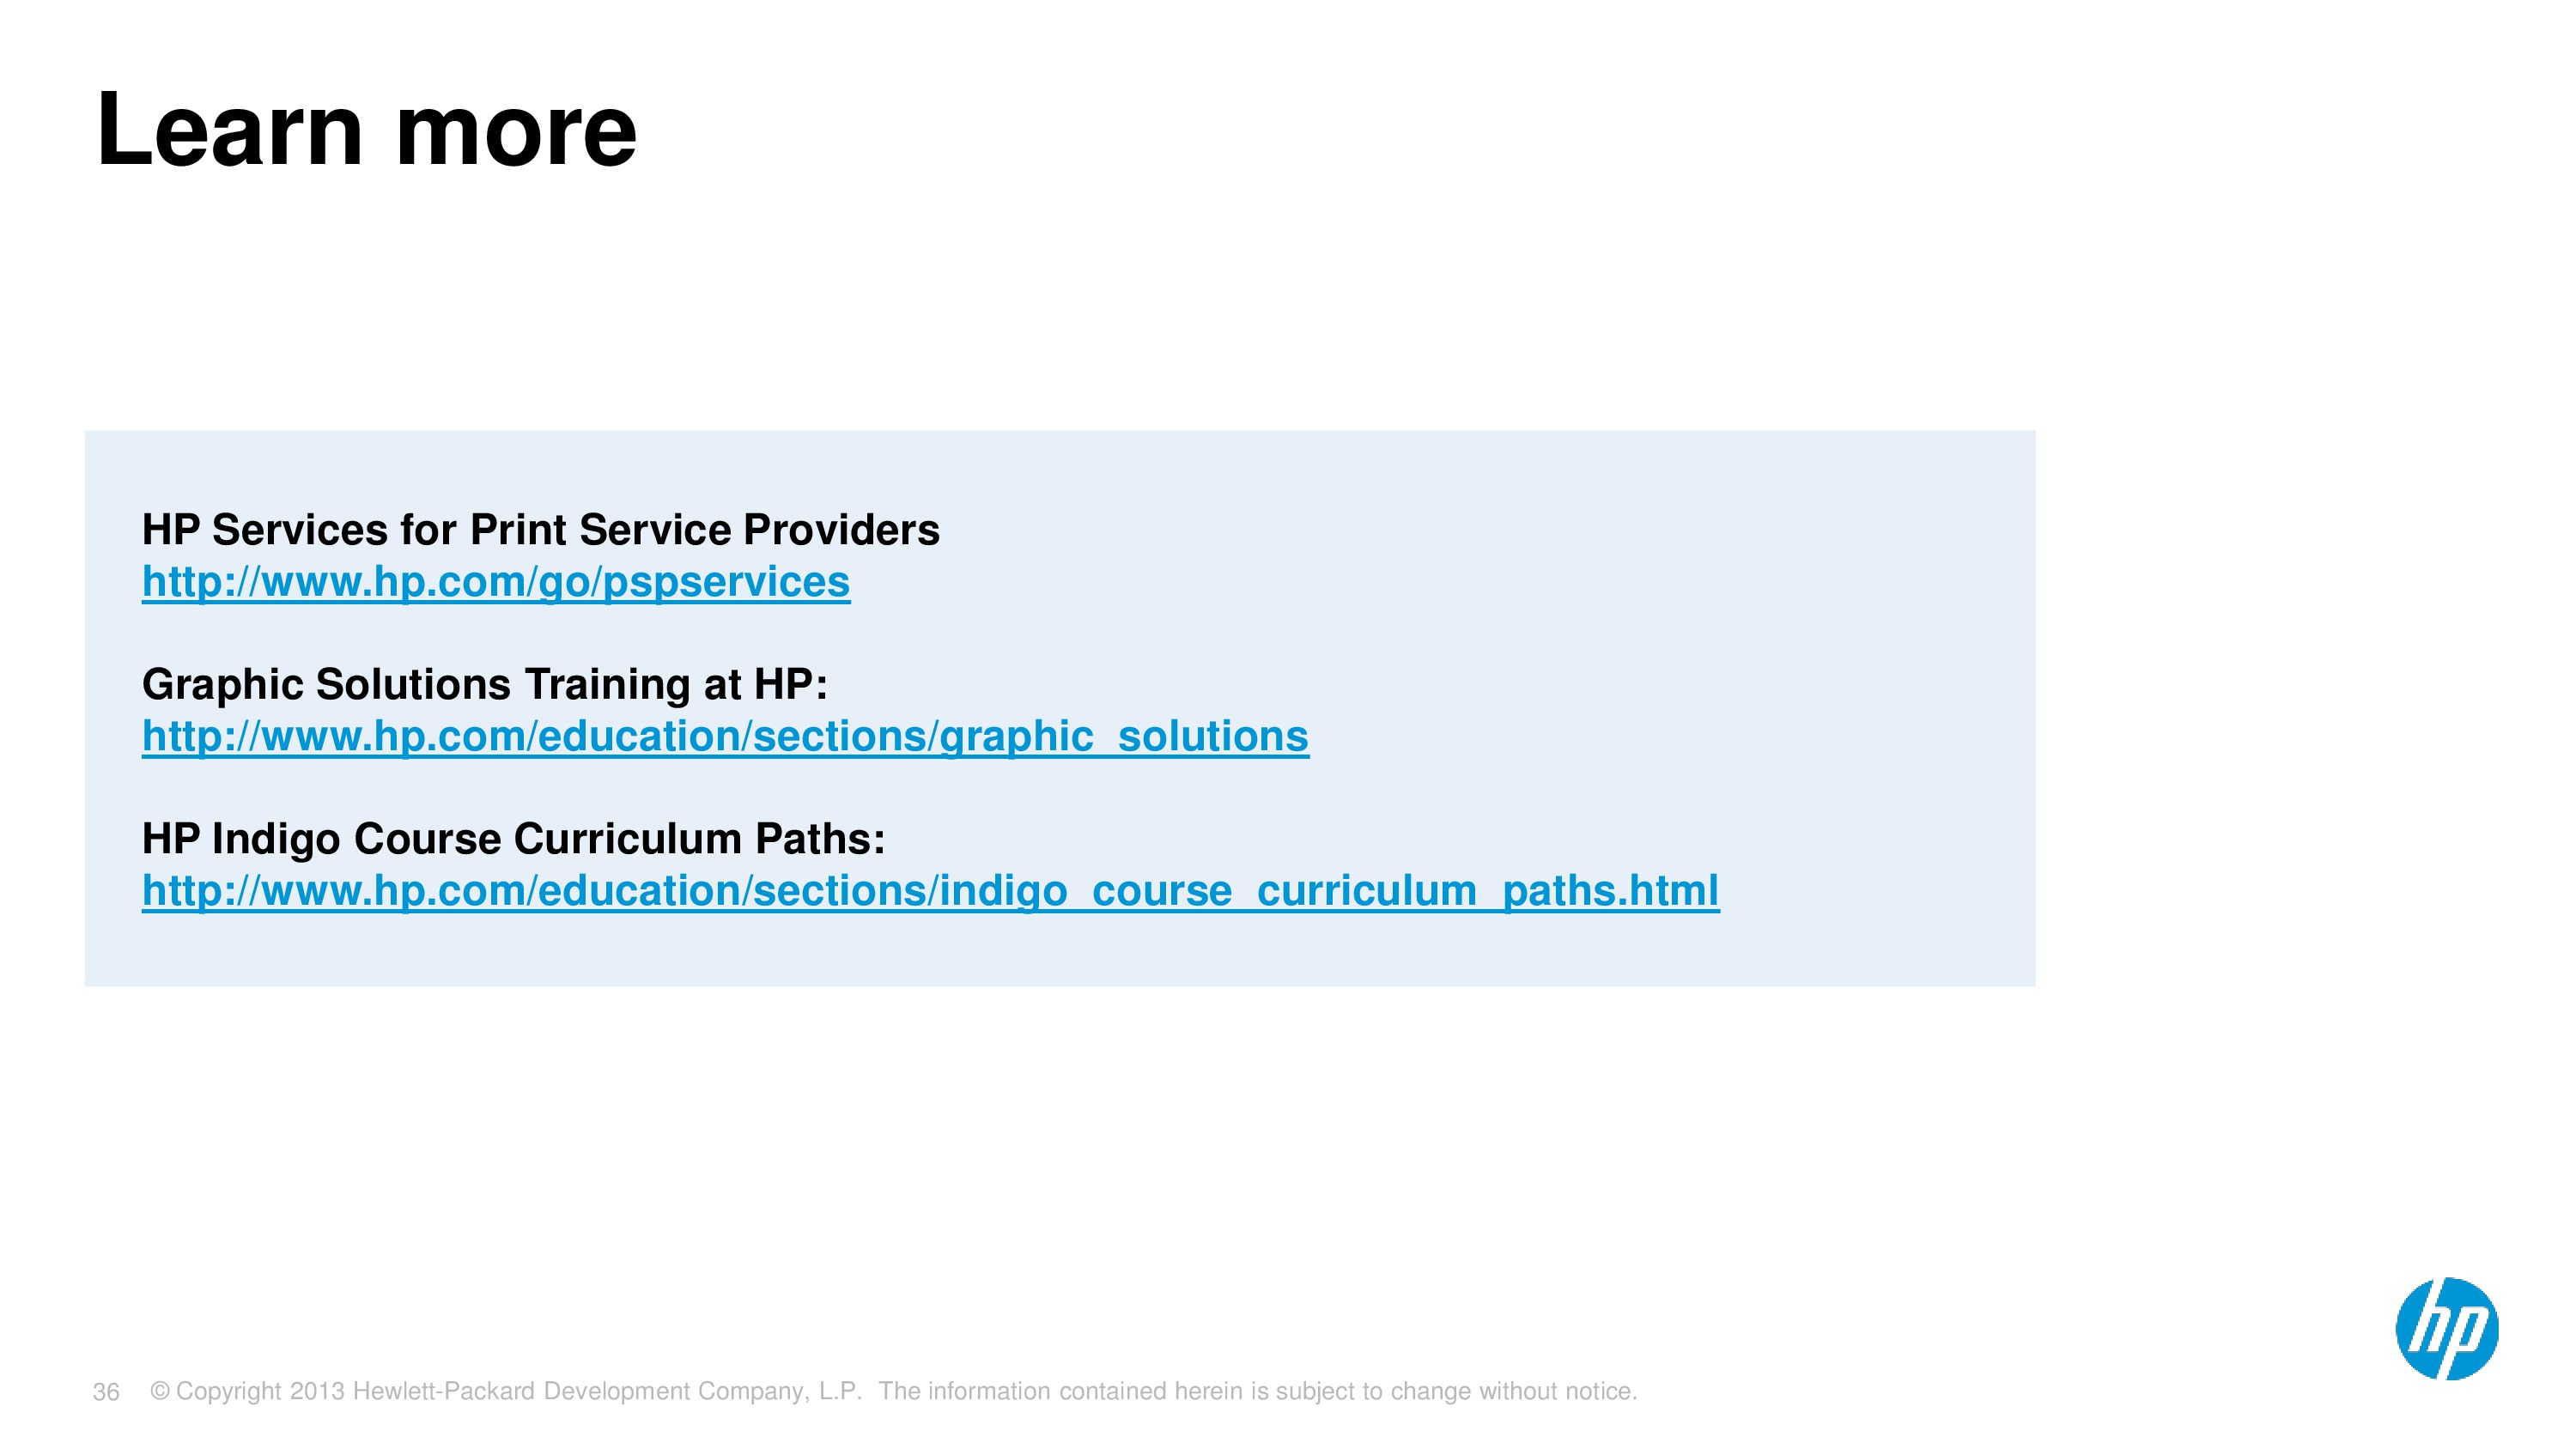 Learn more
HP Services for Print Service Providers
http://www.hp.com/go/pspservices
Graphic Solutions Training at HP:
http://www.hp.com/education/sections/graphic_solutions
HP Indigo Course Curriculum Paths:
http://www.hp.com/education/sections/indigo_course_curriculum_paths.html
hp
36 © Copyright 2013 Hewlett-Packard Development Company, L.P. The information contained herein is subject to change without notice.